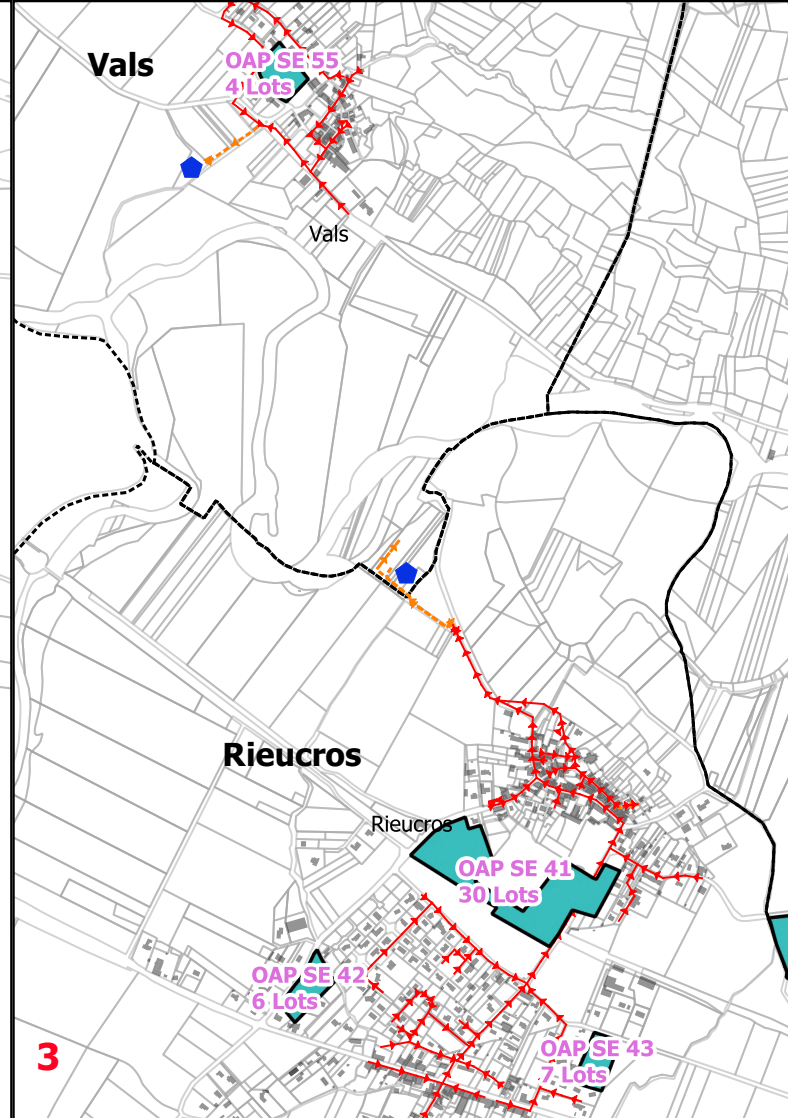 Vals
OAP SE 55
4 Lots
Vals
Rieucros
Rieucros
OAP SE 41
30 Lots
OAP SE 42
6 Lots
OAP SE 43
7 Lots
3